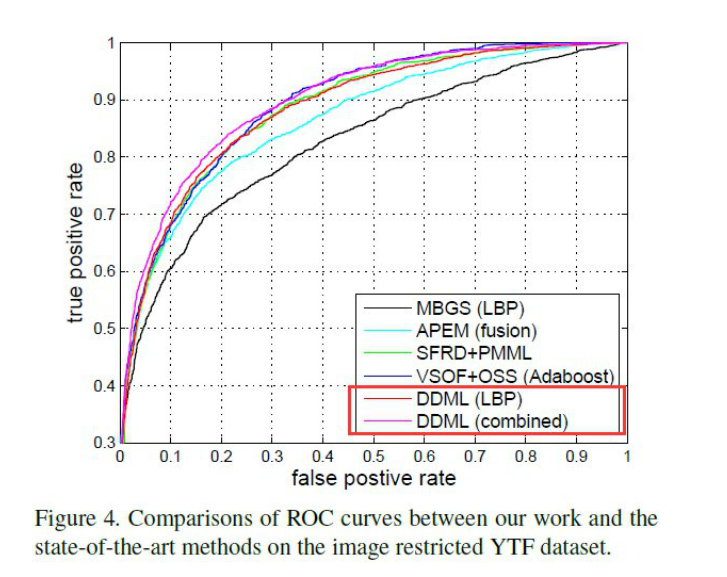 1
0.9
0.8
0.7
0.6
0.5
0.4
0.3
true positive rate
MBGS (LBP)
APEM (fusion)
SFRD+PMML
VSOF+OSS (Adaboost)
DDML (LBP)
DDML (combined)
0 0.1 0.2 0.3 0.4 0.5 0.6 0.7 0.8 0.9 1
false postive rate
Figure 4. Comparisons of ROC curves between our work and the
state-of-the-art methods on the image restricted YTF dataset.